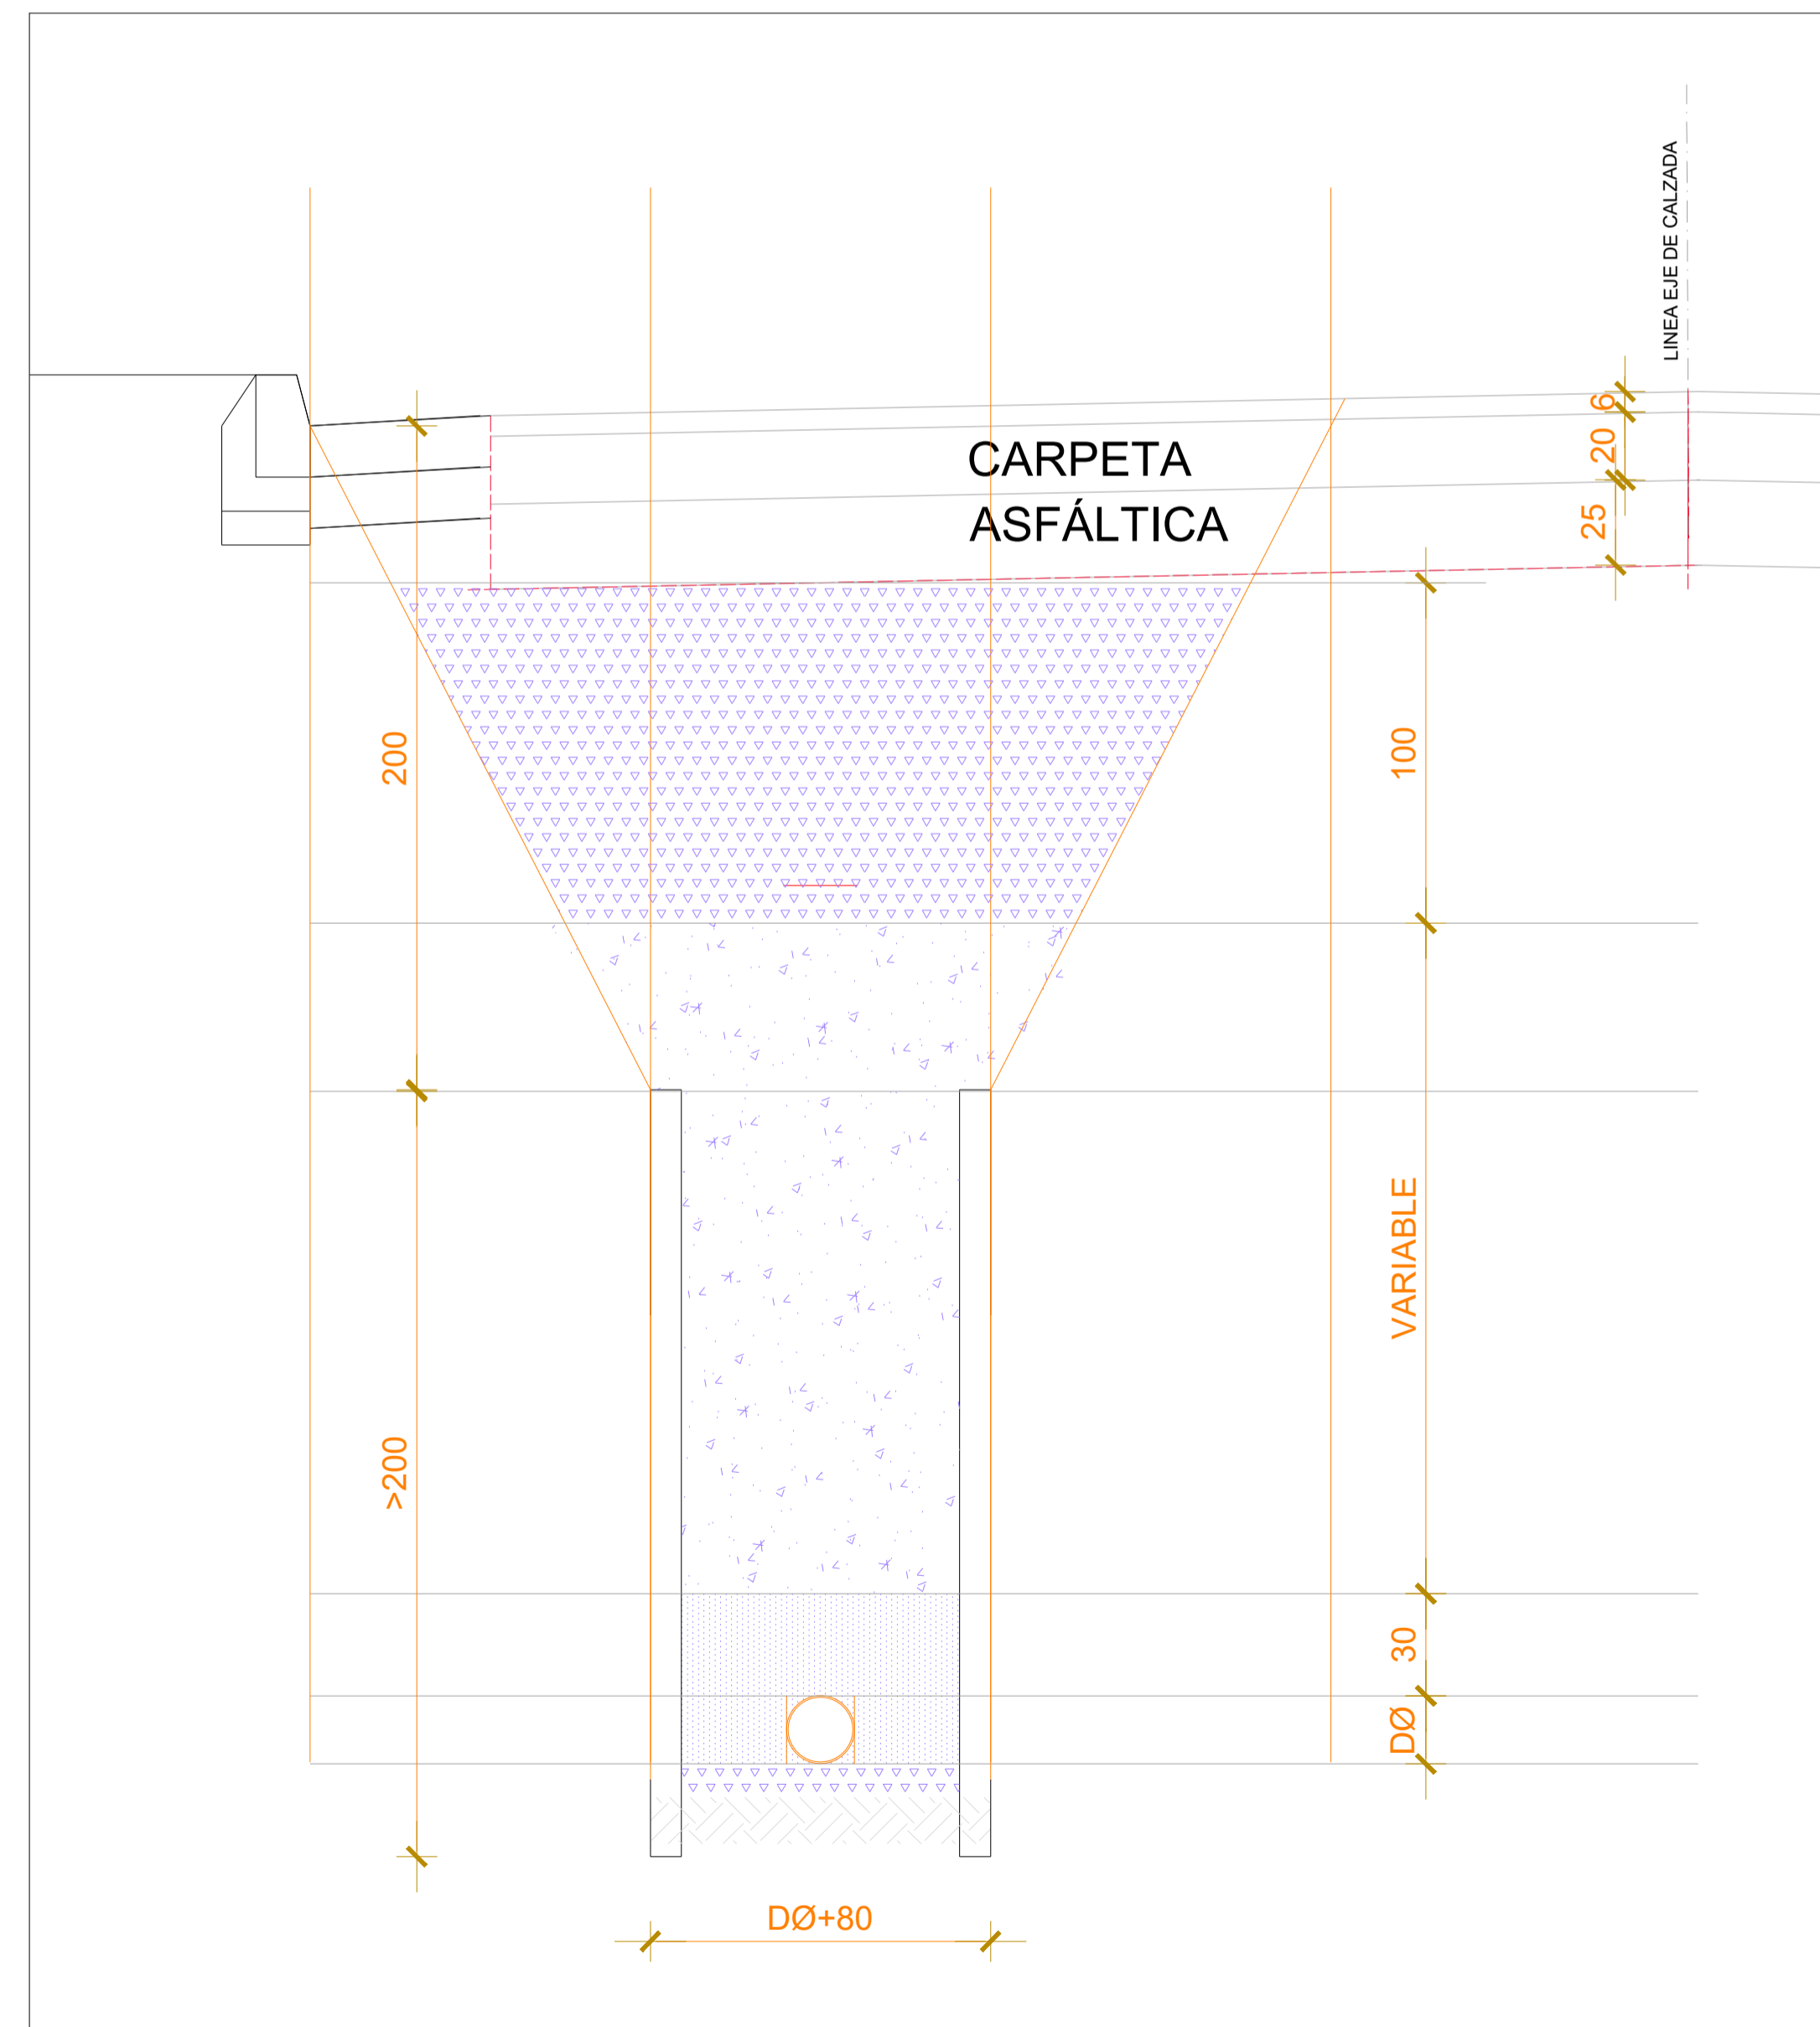 LINEA EJE DE CALZADA
6
20
25
CARPETA
ASFÁLTICA
200
100
VARIABLE
>200
30
DØ
DØ+80